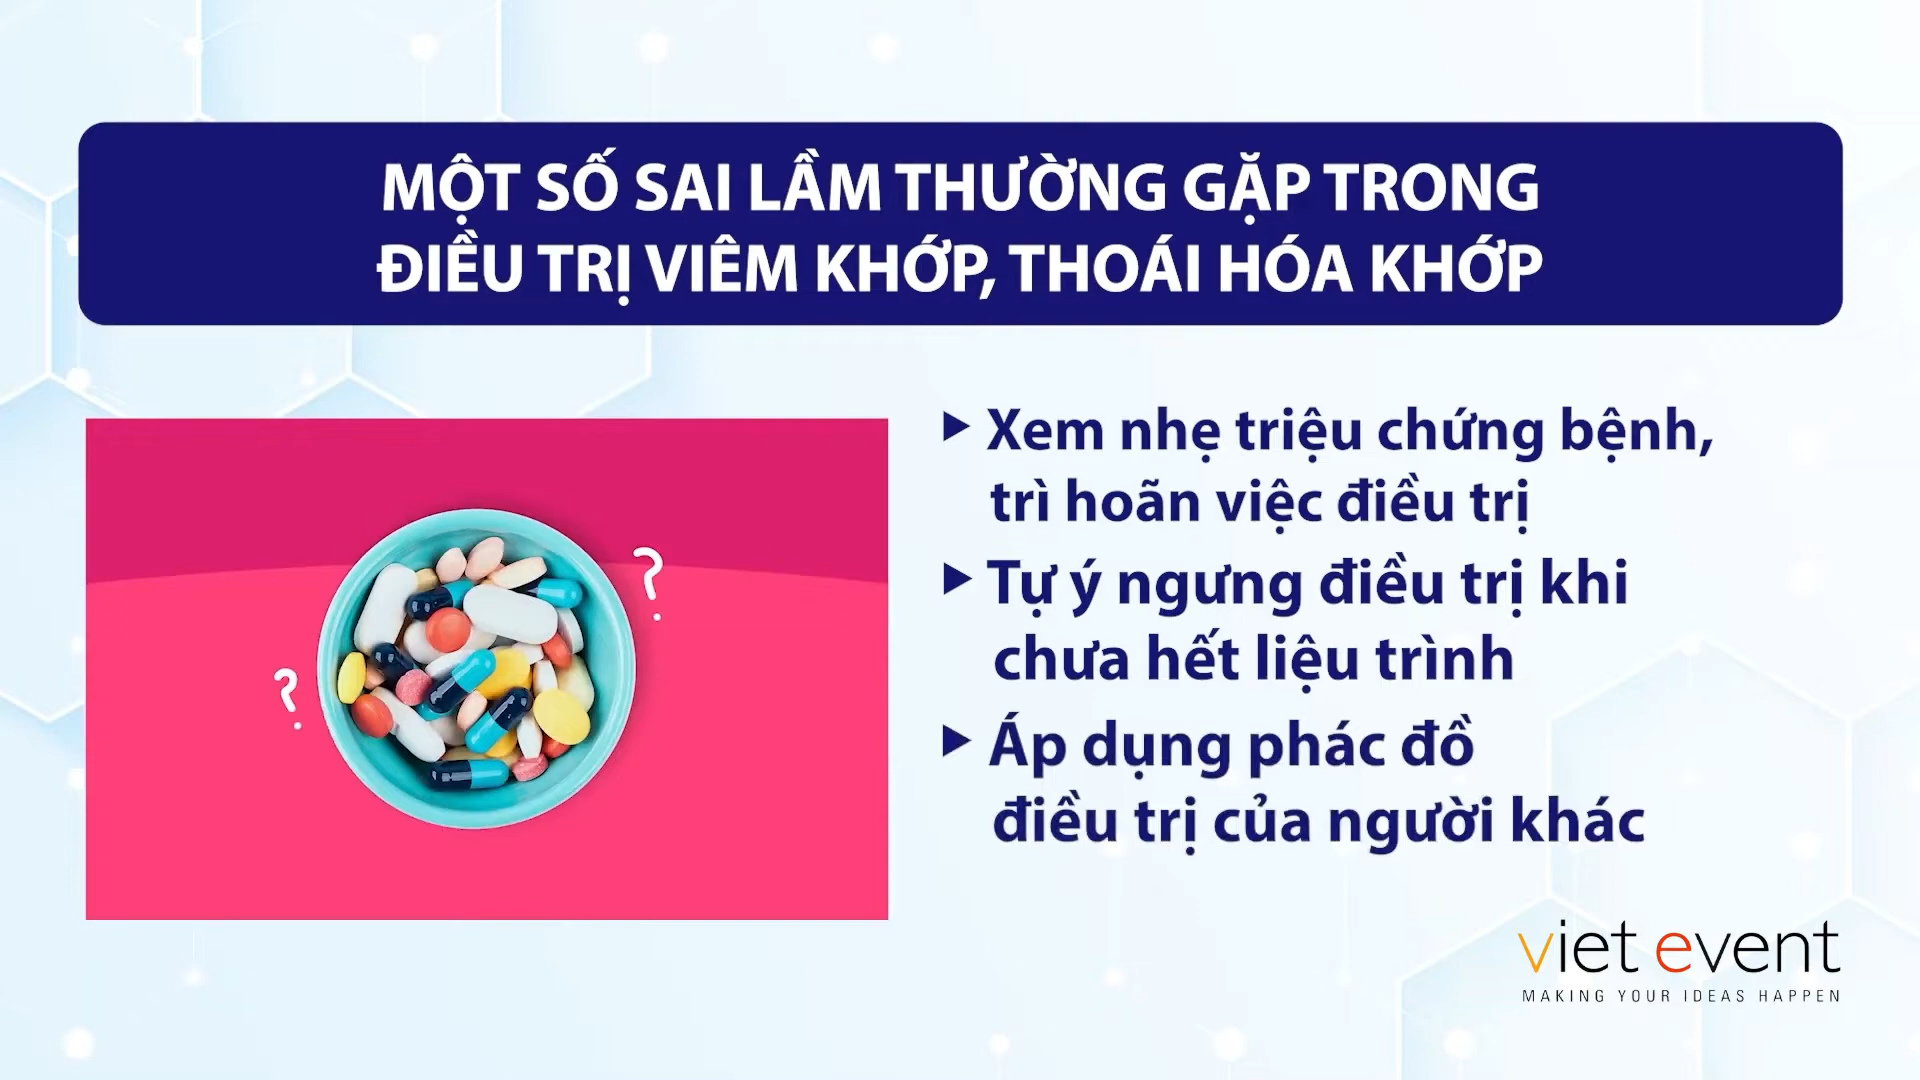 MỘT SỐ SAI LẦM THƯỜNG GẶP TRONG
ĐIỀU TRỊ VIÊM KHỚP, THOÁI HÓA KHỚP
? ?
▶ Xem nhẹ triệu chứng bệnh,
trì hoãn việc điều trị
▶ Tự ý ngưng điều trị khi
chưa hết liệu trình
▶ Áp dụng phác đồ
điều trị của người khác
viet event
MAKING YOUR IDEAS HAPPEN